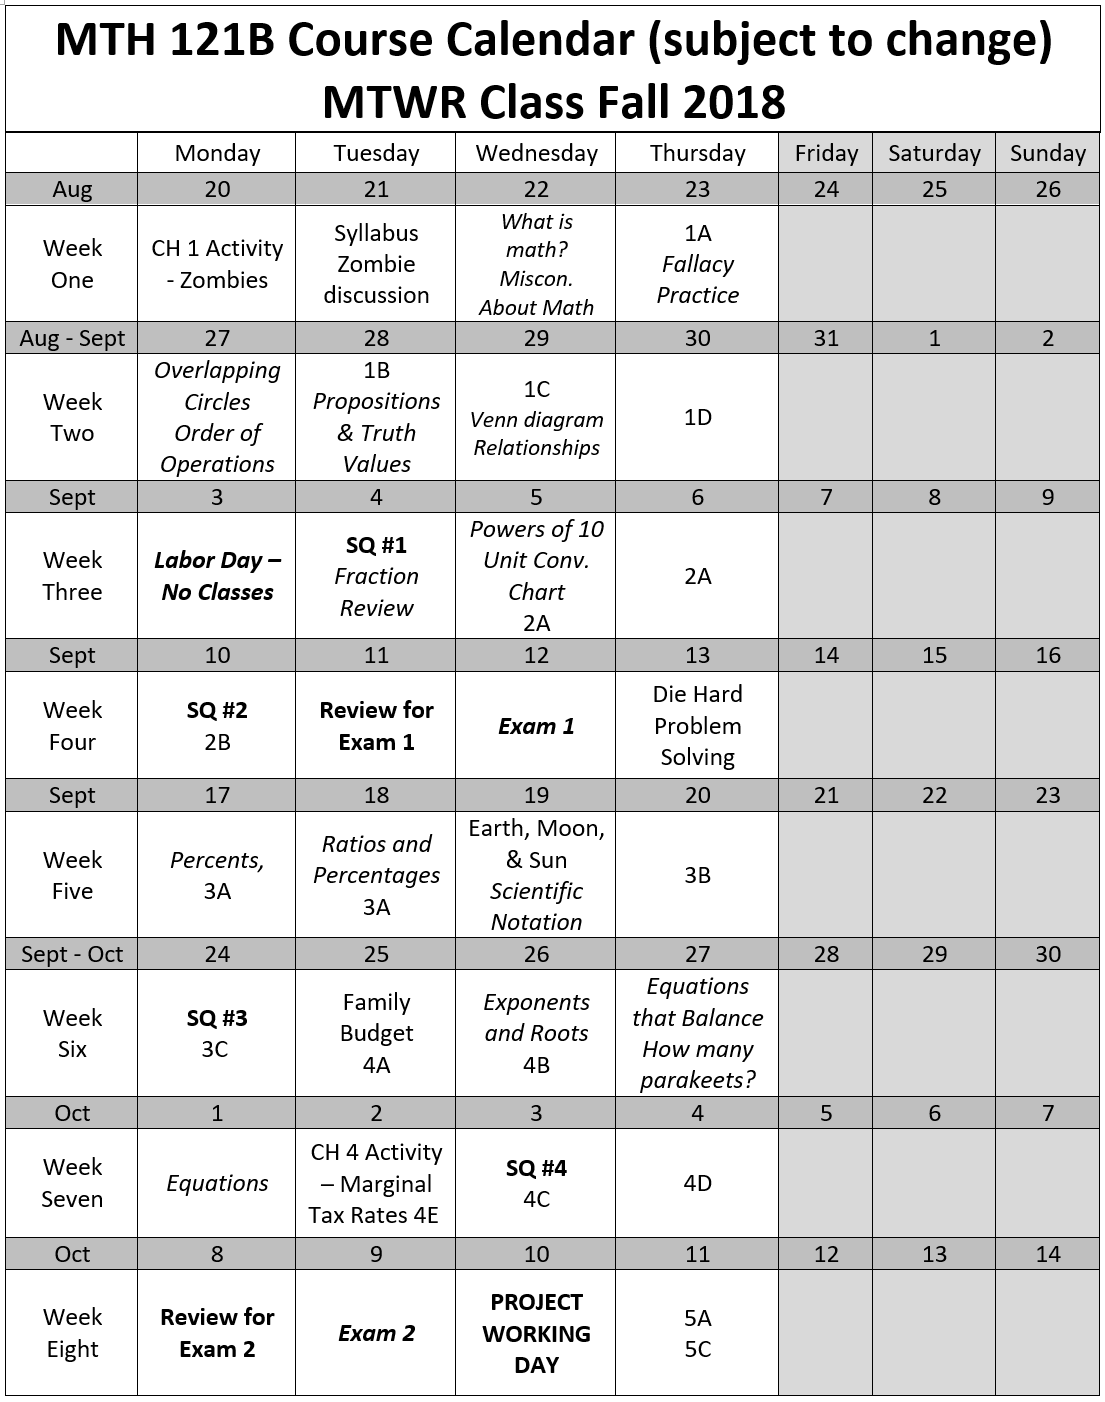 MTH 121B Course Calendar (subject to change)
MTWR Class Fall 2018
Monday Tuesday Wednesday Thursday Friday Saturday Sunday
Aug 20 21 22 23 24 25 26
Week
One
CH 1 Activity
- Zombies
Syllabus
Zombie
discussion
What is
math?
Miscon.
About Math
1A
Fallacy
Practice
Aug - Sept 27 28 29 30 31 1 2
Week
Two
Overlapping
Circles
Order of
Operations
1B
Propositions
& Truth
Values
1C
Venn diagram
Relationships
1D
Sept 3 4 5 6 7 8 9
Week
Three
Labor Day –
No Classes
SQ #1
Fraction
Review
Powers of 10
Unit Conv.
Chart
2A
2A
Sept 10 11 12 13 14 15 16
Week
Four
SQ #2
2B
Review for
Exam 1
Exam 1
Die Hard
Problem
Solving
Sept 17 18 19 20 21 22 23
Week
Five
Percents,
3A
Ratios and
Percentages
3A
Earth, Moon,
& Sun
Scientific
Notation
3B
Sept - Oct 24 25 26 27 28 29 30
Week
Six
SQ #3
3C
Family
Budget
4A
Exponents
and Roots
4B
Equations
that Balance
How many
parakeets?
Oct 1 2 3 4 5 6 7
Week
Seven
Equations
CH 4 Activity
– Marginal
Tax Rates 4E
SQ #4
4C
4D
Oct 8 9 10 11 12 13 14
Week
Eight
Review for
Exam 2
Exam 2
PROJECT
WORKING
DAY
5A
5C